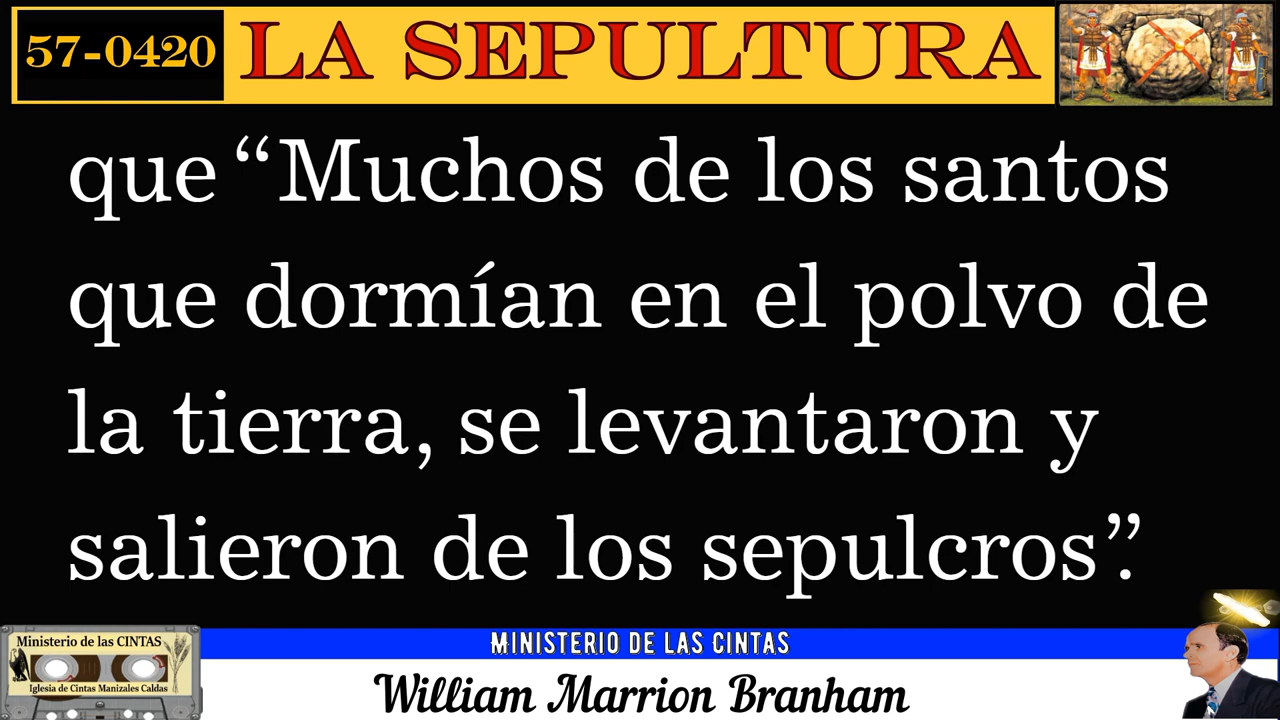 57-0420 LA SEPULTURA
que “Muchos de los santos
que dormían en el polvo de
la tierra, se levantaron y
salieron de los sepulcros”.
MINISTERIO DE LAS CINTAS
Ministerio de las CINTAS
Iglesia de Cintas Manizales Caldas
William Marrion Branham